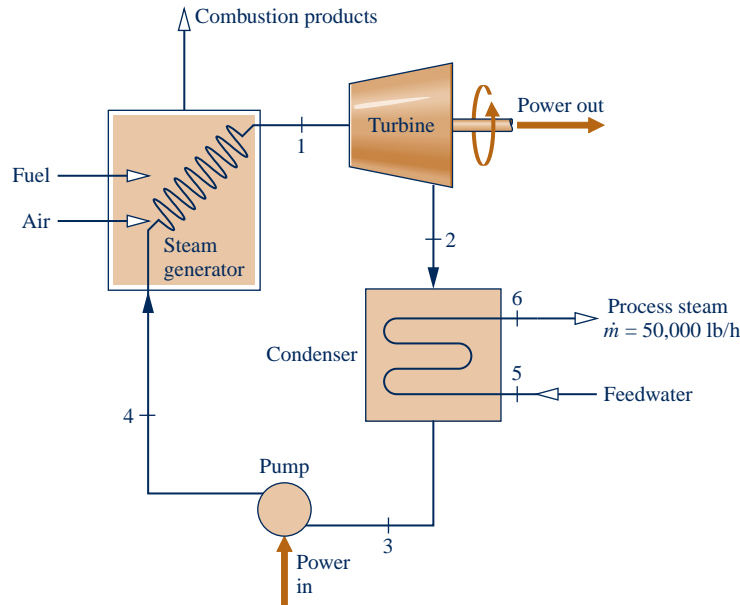 Combustion products
Turbine
Power out
1
Fuel
Air
Steam
generator
2
6
Process steam
ṁ = 50,000 lb/h
Condenser
5
Feedwater
4
Pump
3
Power
in